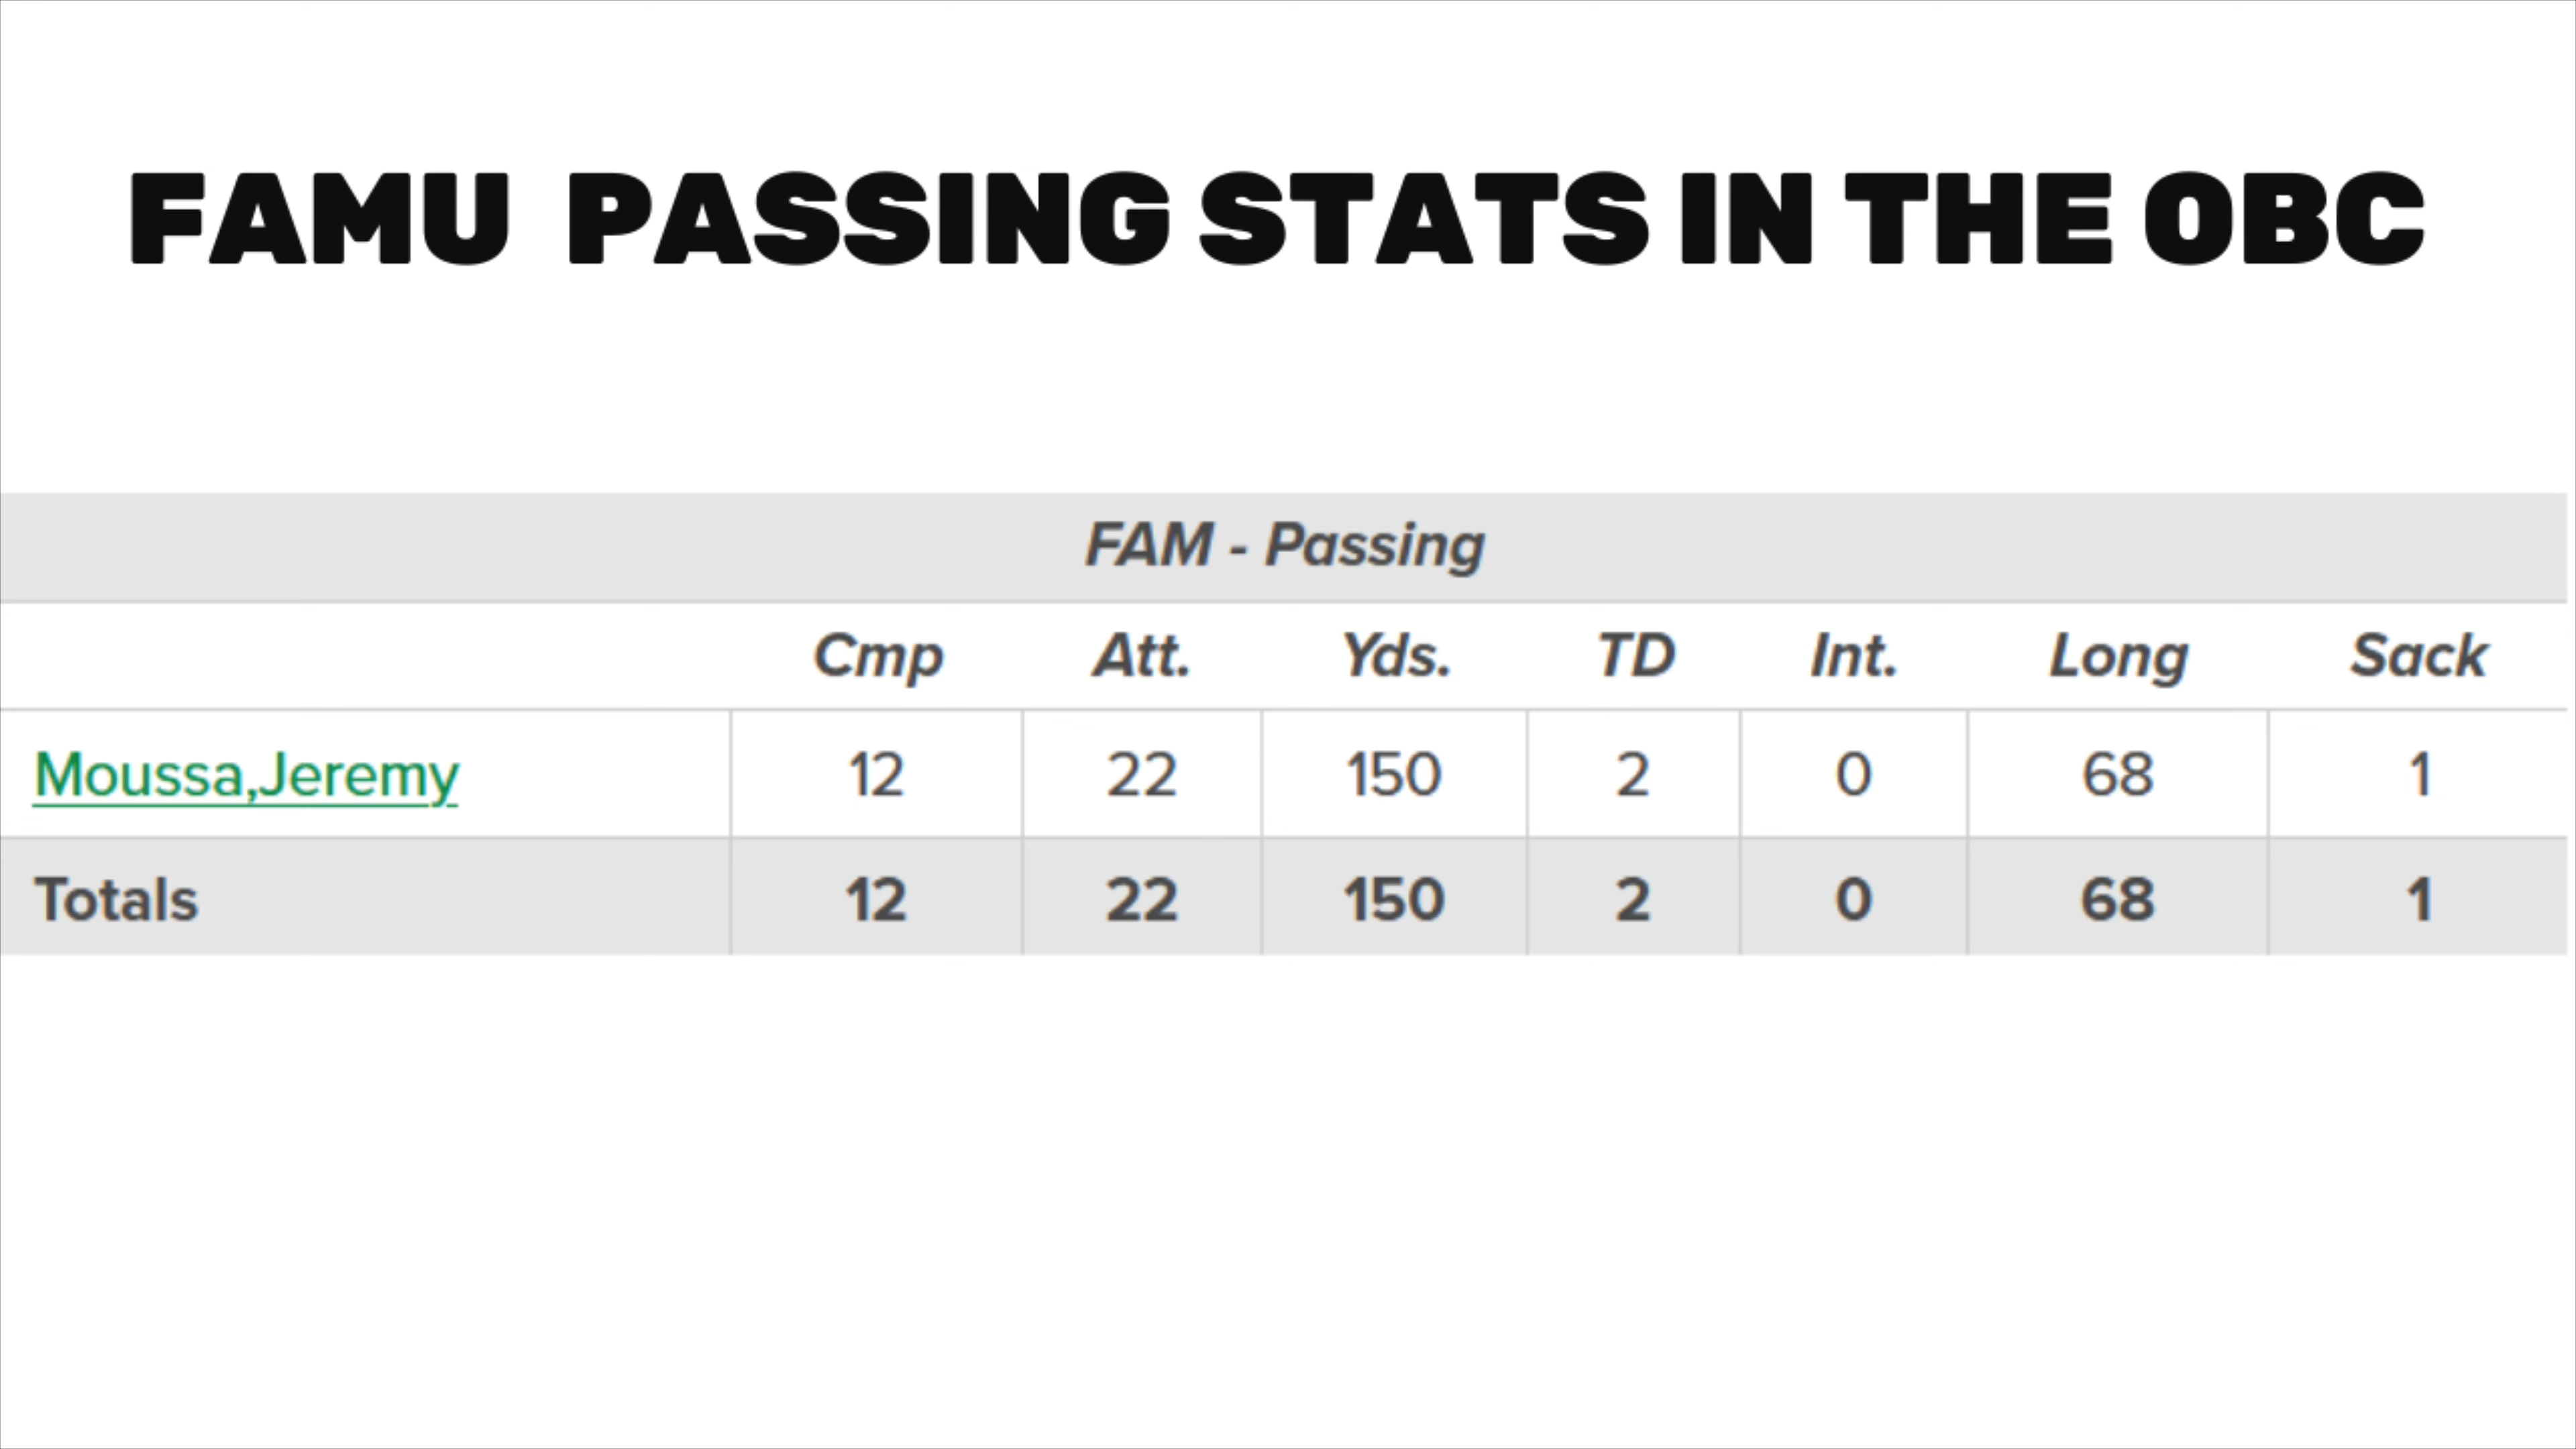 FAMU PASSING STATS IN THE OBC
FAM - Passing
Cmp Att. Yds. TD Int. Long Sack
Moussa,Jeremy 12 22 150 2 0 68 1
Totals 12 22 150 2 0 68 1